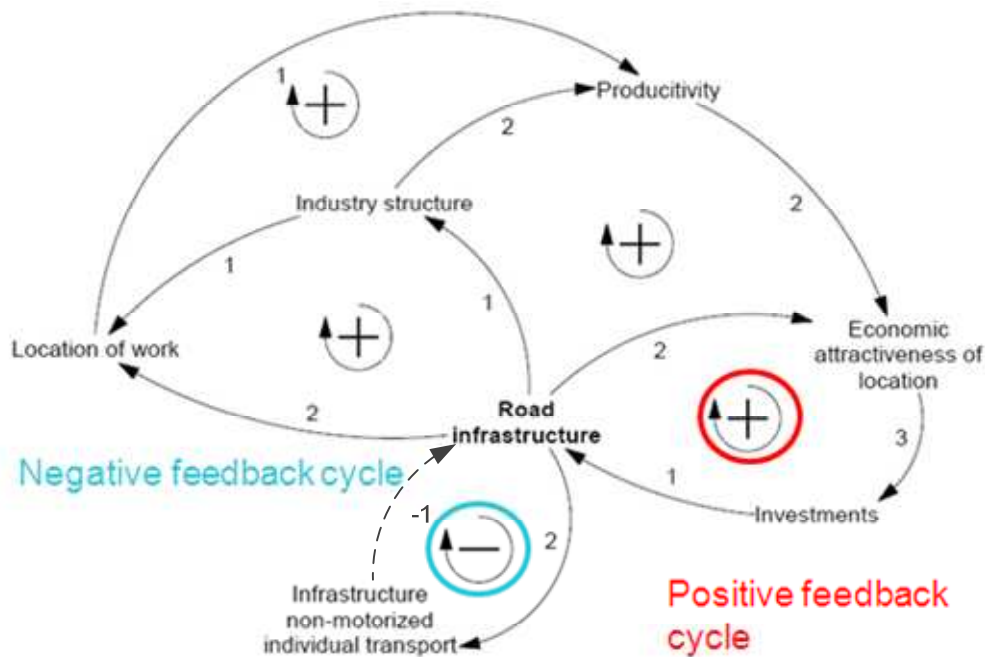 1
Producitivity
2
Industry structure
2
1
1
Location of work
2
Economic
attractiveness of
location
2
Road
infrastructure
3
Negative feedback cycle
1
-1
Investments
2
Infrastructure
non-motorized
individual transport
Positive feedback
cycle